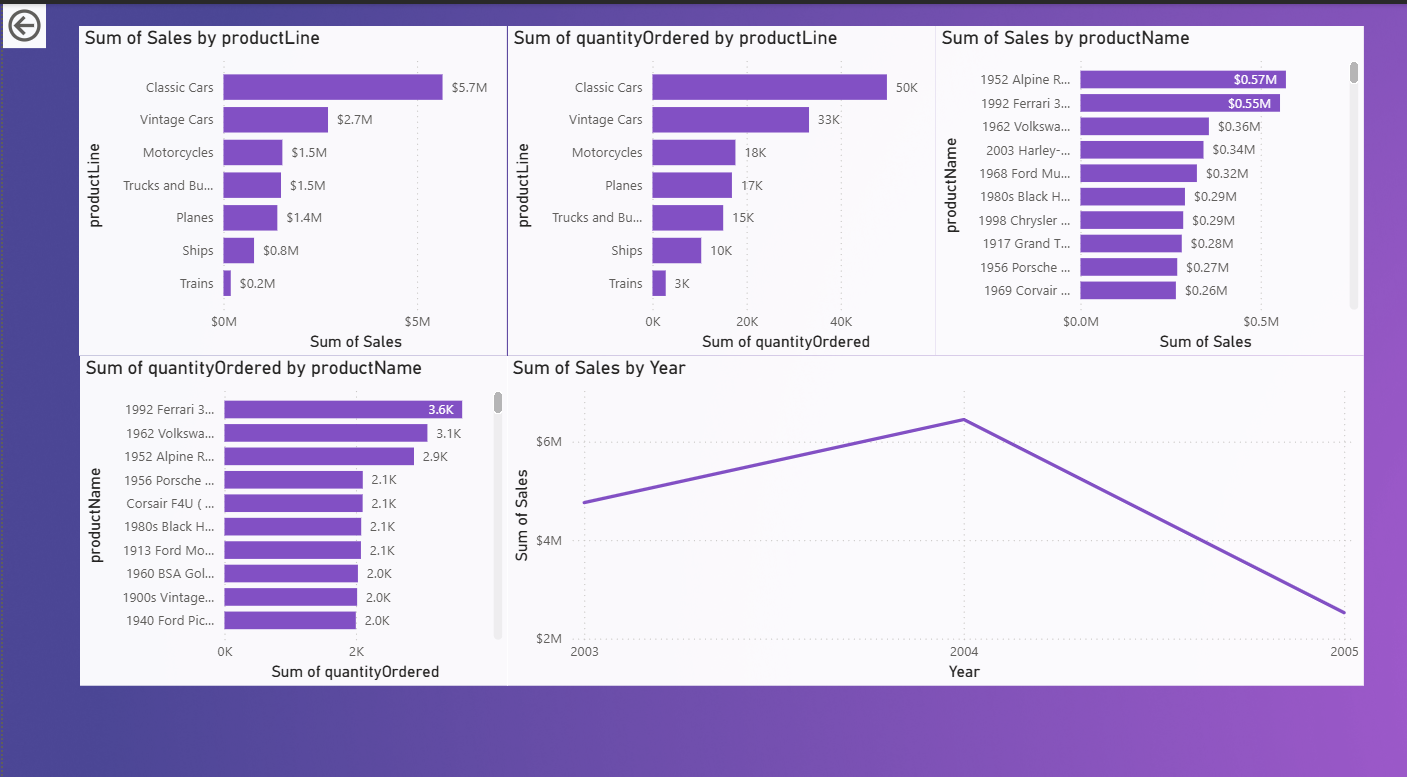 Sum of Sales by productLine
productLine
Classic Cars $5.7M
Vintage Cars $2.7M
Motorcycles $1.5M
Trucks and Bu... $1.5M
Planes $1.4M
Ships $0.8M
Trains $0.2M
$0M $5M
Sum of Sales
Sum of quantityOrdered by productLine
productLine
Classic Cars 50K
Vintage Cars 33K
Motorcycles 18K
Planes 17K
Trucks and Bu... 15K
Ships 10K
Trains 3K
0K 20K 40K
Sum of quantityOrdered
Sum of Sales by productName
productName
1952 Alpine R... $0.57M
1992 Ferrari 3... $0.55M
1962 Volkswa... $0.36M
2003 Harley-... $0.34M
1968 Ford Mu... $0.32M
1980s Black H... $0.29M
1998 Chrysler ... $0.29M
1917 Grand T... $0.28M
1956 Porsche ... $0.27M
1969 Corvair ... $0.26M
$0.0M $0.5M
Sum of Sales
Sum of quantityOrdered by productName
productName
1992 Ferrari 3... 3.6K
1962 Volkswa... 3.1K
1952 Alpine R... 2.9K
1956 Porsche ... 2.1K
Corsair F4U ( ... 2.1K
1980s Black H... 2.1K
1913 Ford Mo... 2.1K
1960 BSA Gol... 2.0K
1900s Vintage... 2.0K
1940 Ford Pic... 2.0K
0K 2K
Sum of quantityOrdered
Sum of Sales by Year
Sum of Sales
$6M
$4M
$2M
2003 2004 2005
Year